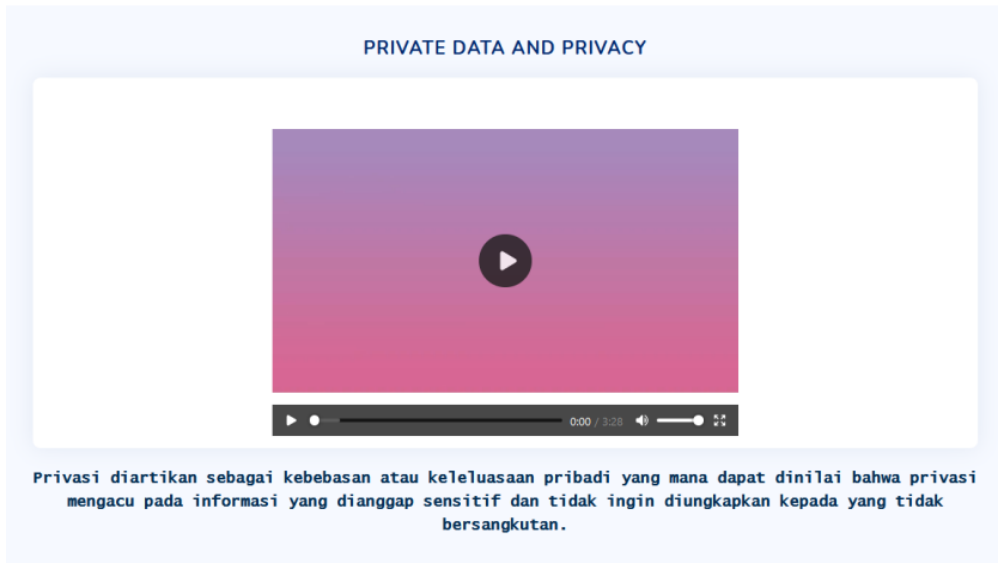 PRIVATE DATA AND PRIVACY
0:00 / 3:28
Privasi diartikan sebagai kebebasan atau keleluasaan pribadi yang mana dapat dinilai bahwa privasi
mengacu pada informasi yang dianggap sensitif dan tidak ingin diungkapkan kepada yang tidak
bersangkutan.